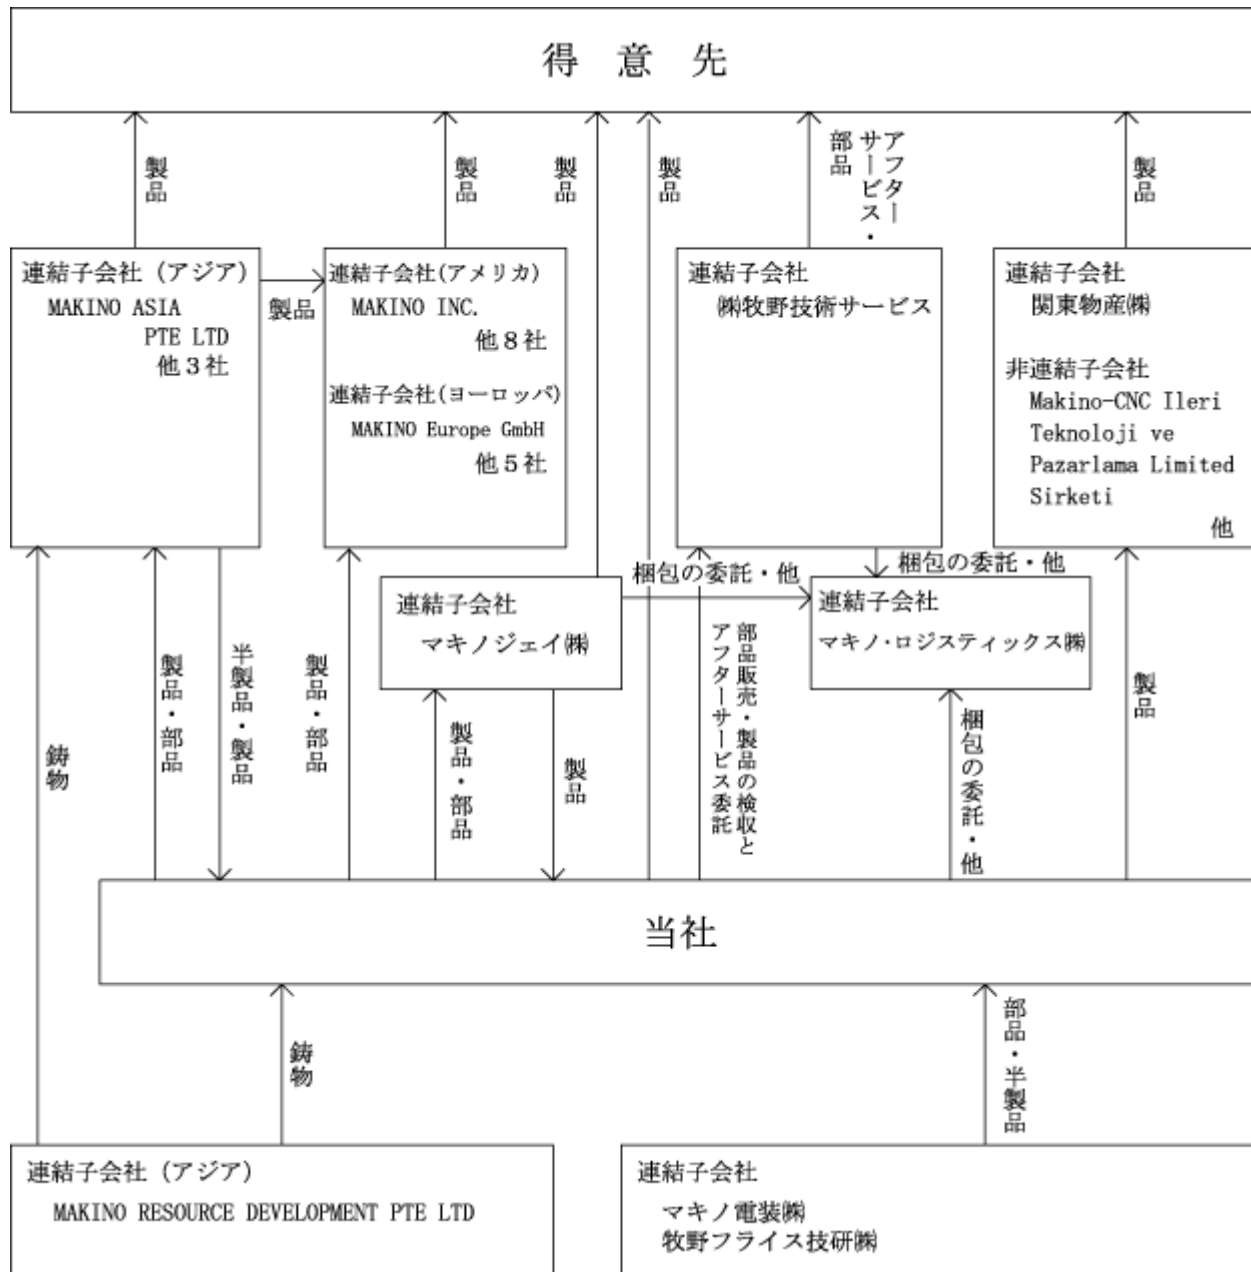 得 意 先
製品
製品
製品
製品
アフター
サービス・
部品
製品
連結子会社 (アジア)
MAKINO ASIA
PTE LTD
他３社
製品
連結子会社(アメリカ)
MAKINO INC.
他８社
連結子会社(ヨーロッパ)
MAKINO Europe GmbH
他５社
連結子会社
㈱牧野技術サービス
連結子会社
関東物産㈱
非連結子会社
Makino-CNC Ileri
Teknoloji ve
Pazarlama Limited
Sirketi
他
梱包の委託・他
梱包の委託・他
連結子会社
マキノジェイ㈱
連結子会社
マキノ・ロジスティックス㈱
鋳物
製品・部品
半製品・製品
製品・部品
製品・部品
製品
部品販売・製品の検収と
アフターサービス委託
梱包の委託・他
製品
当社
鋳物
部品・半製品
連結子会社 (アジア)
MAKINO RESOURCE DEVELOPMENT PTE LTD
連結子会社
マキノ電装㈱
牧野フライス技研㈱